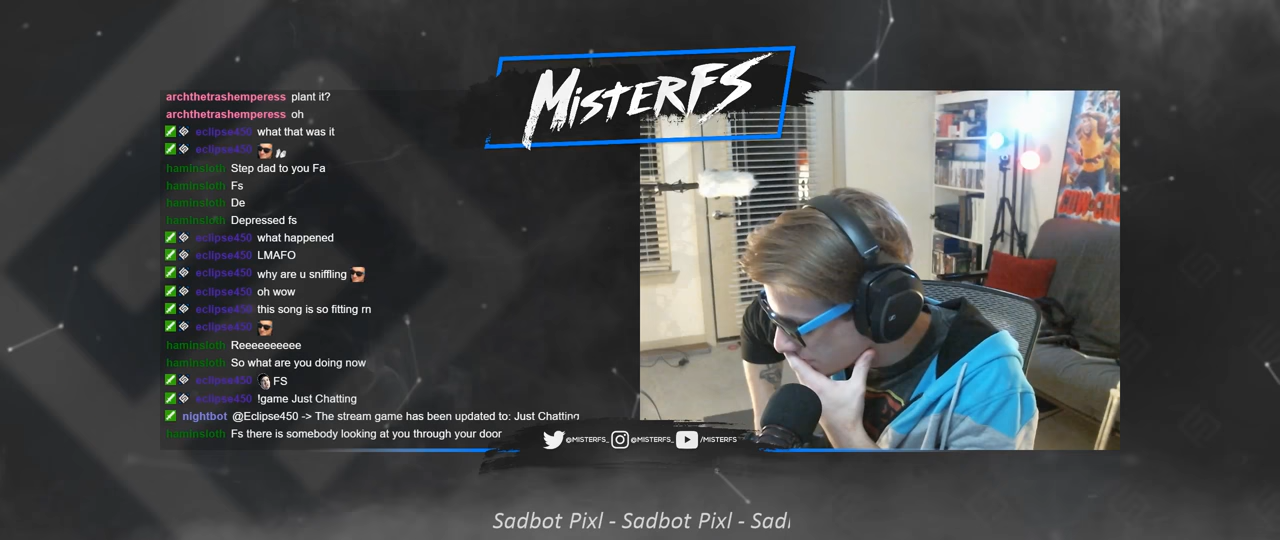 MISTERFS
archthetrashemperess plant it?
archthetrashemperess oh
eclipse450 what that was it
eclipse450
haminsloth Step dad to you Fa
haminsloth Fs
haminsloth De
haminsloth Depressed fs
eclipse450 what happened
eclipse450 LMAFO
eclipse450 why are u sniffling
eclipse450 oh wow
eclipse450 this song is so fitting rn
eclipse450
haminsloth Reeeeeeeeee
haminsloth So what are you doing now
eclipse450 FS
eclipse450 !game Just Chatting
nightbot @Eclipse450 -> The stream game has been updated to: Just Chatting
haminsloth Fs there is somebody looking at you through your door
@MISTERFS_ @MISTERFS_ /MISTERFS
Sadbot Pixl - Sadbot Pixl - Sad